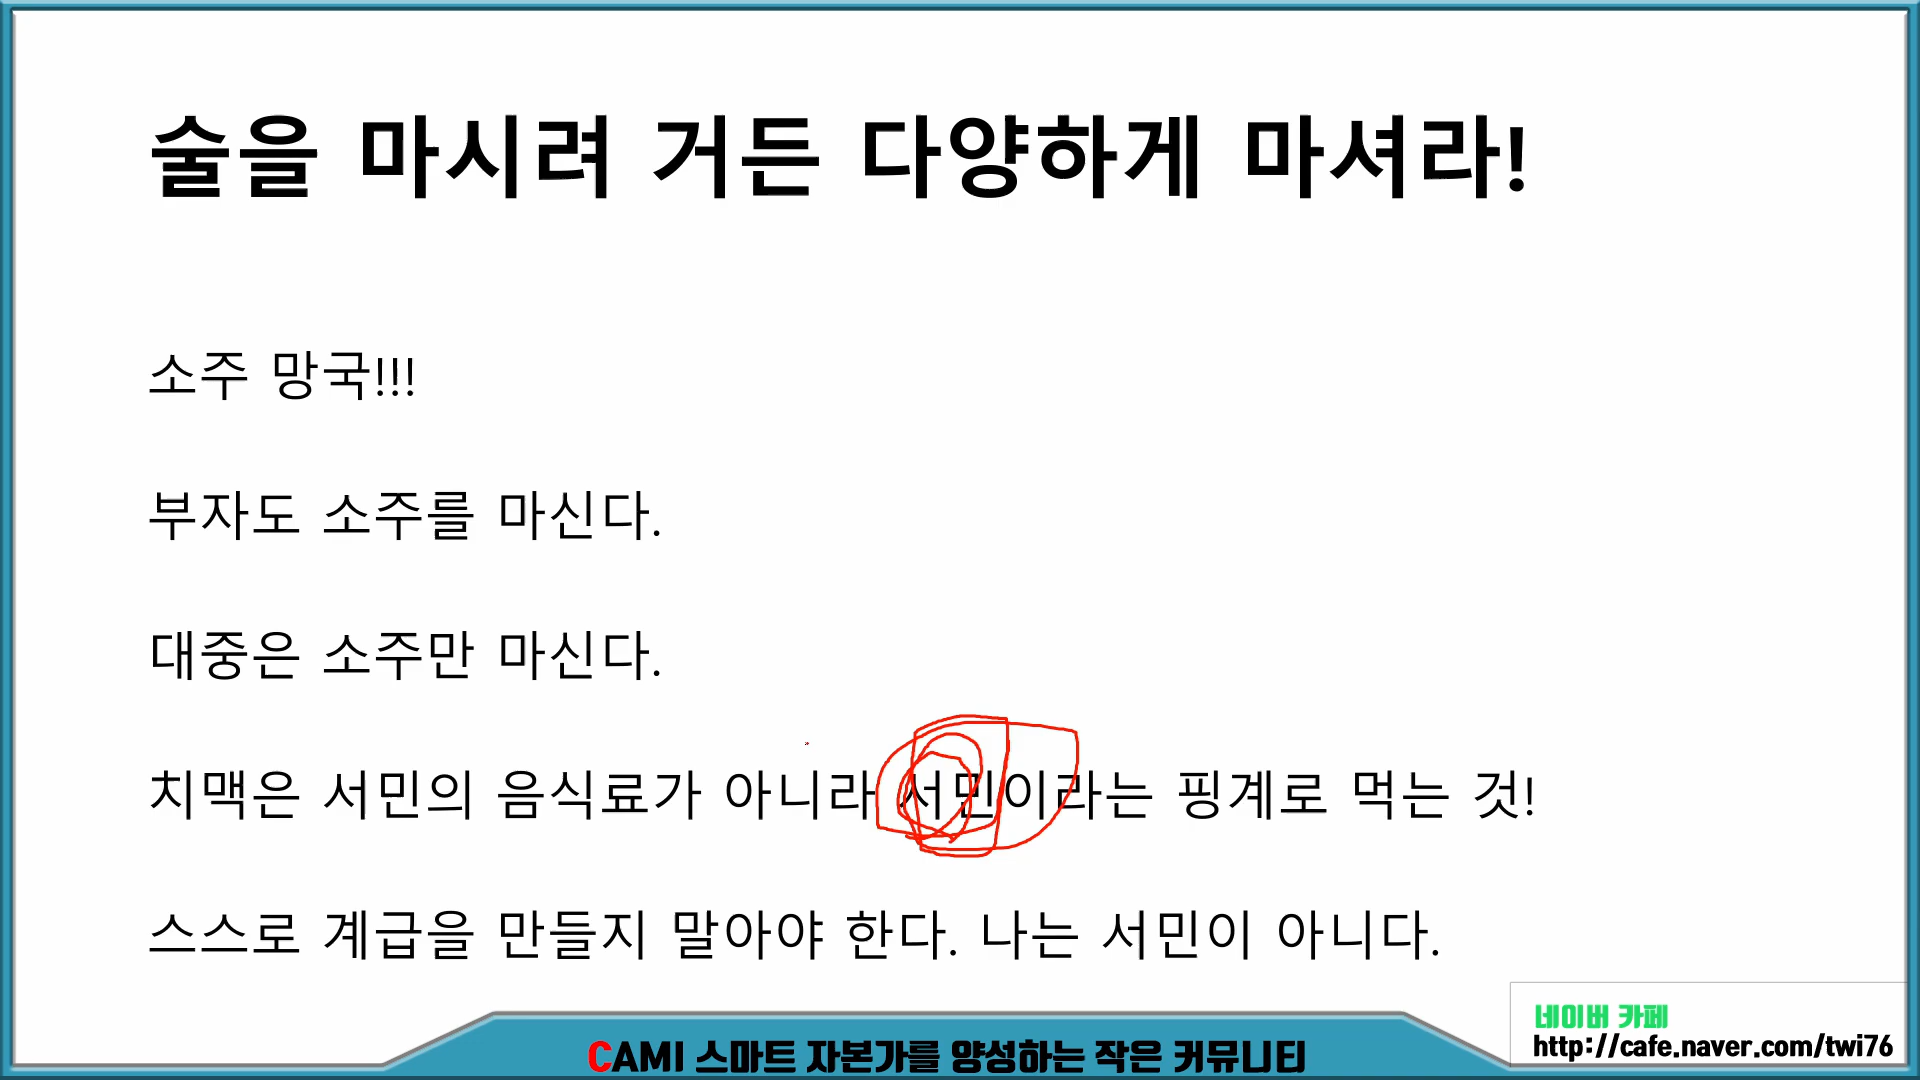 술을 마시려 거든 다양하게 마셔라!
소주 망국!!!
부자도 소주를 마신다.
대중은 소주만 마신다.
치맥은 서민의 음식료가 아니라 서민이라는 핑계로 먹는 것!
스스로 계급을 만들지 말아야 한다. 나는 서민이 아니다.
네이버 카페
http://cafe.naver.com/twi76
CAMI 스마트 자본가를 양성하는 작은 커뮤니티